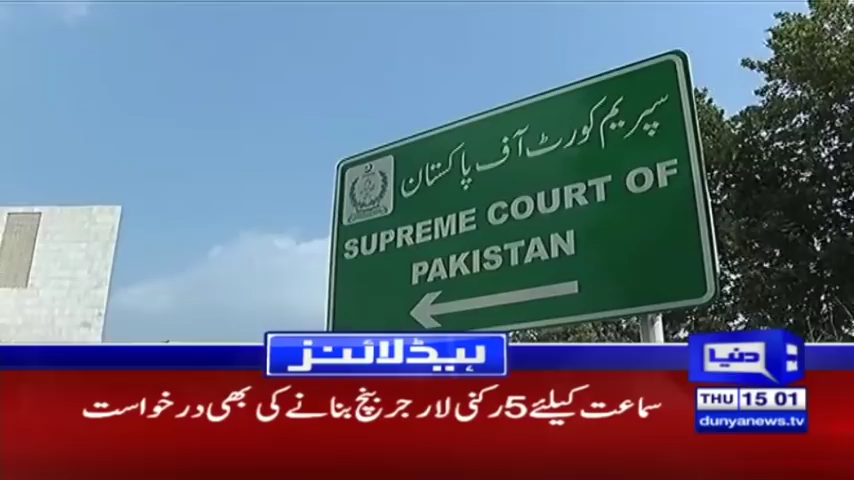 سپریم کورٹ آف پاکستان
SUPREME COURT OF
PAKISTAN
ہیڈلائنز
دنیا
THU 15 01
سماعت کیلئے 5 رکنی لارجر بینچ بنانے کی بھی درخواست
dunyanews.tv